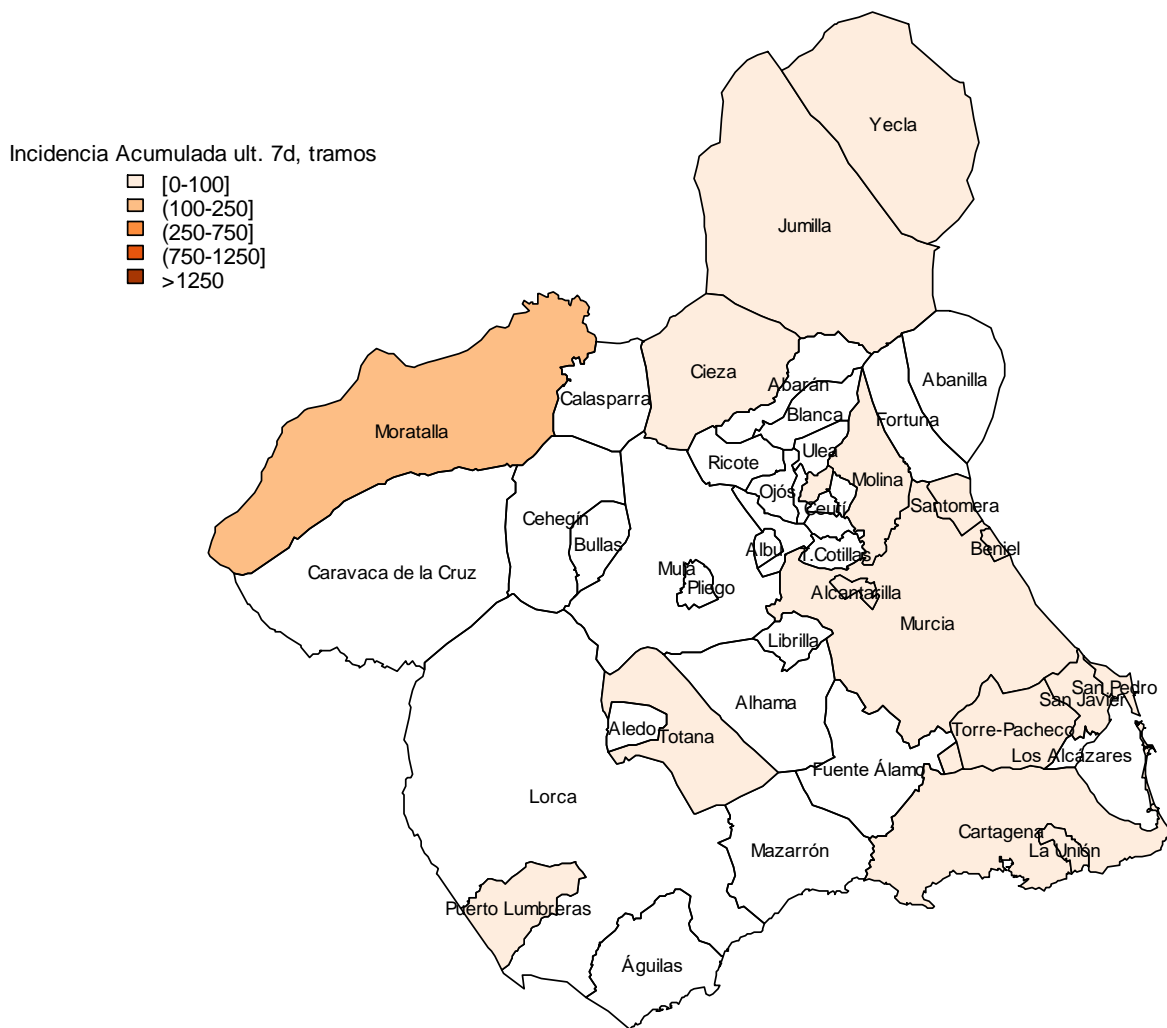 Incidencia Acumulada ult. 7d, tramos
[0-100]
(100-250]
(250-750]
(750-1250]
>1250
Yecla
Jumilla
Cieza
Abarán
Abanilla
Calasparra
Blanca
Fortuna
Moratalla
Ulea
Ricote
Molina
Ojós
Ceutí
Santomera
Cehegín
Bullas
Albu
T.Cotillas
Beniel
Caravaca de la Cruz
Mula
Pliego
Alcantarilla
Murcia
Librilla
San Pedro
San Javier
Alhama
Aledo
Totana
Torre-Pacheco
Los Alcázares
Fuente Álamo
Lorca
Cartagena
Mazarrón
La Unión
Puerto Lumbreras
Águilas